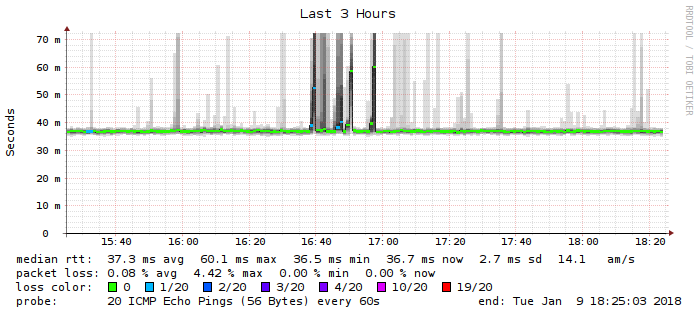 Last 3 Hours
RRDTOOL / TOBI OETIKER
Seconds
70 m
60 m
50 m
40 m
30 m
20 m
10 m
0
15:40 16:00 16:20 16:40 17:00 17:20 17:40 18:00 18:20
median rtt: 37.3 ms avg 60.1 ms max 36.5 ms min 36.7 ms now 2.7 ms sd 14.1 am/s
packet loss: 0.08 % avg 4.42 % max 0.00 % min 0.00 % now
loss color: 0 1/20 2/20 3/20 4/20 10/20 19/20
probe: 20 ICMP Echo Pings (56 Bytes) every 60s end: Tue Jan 9 18:25:03 2018